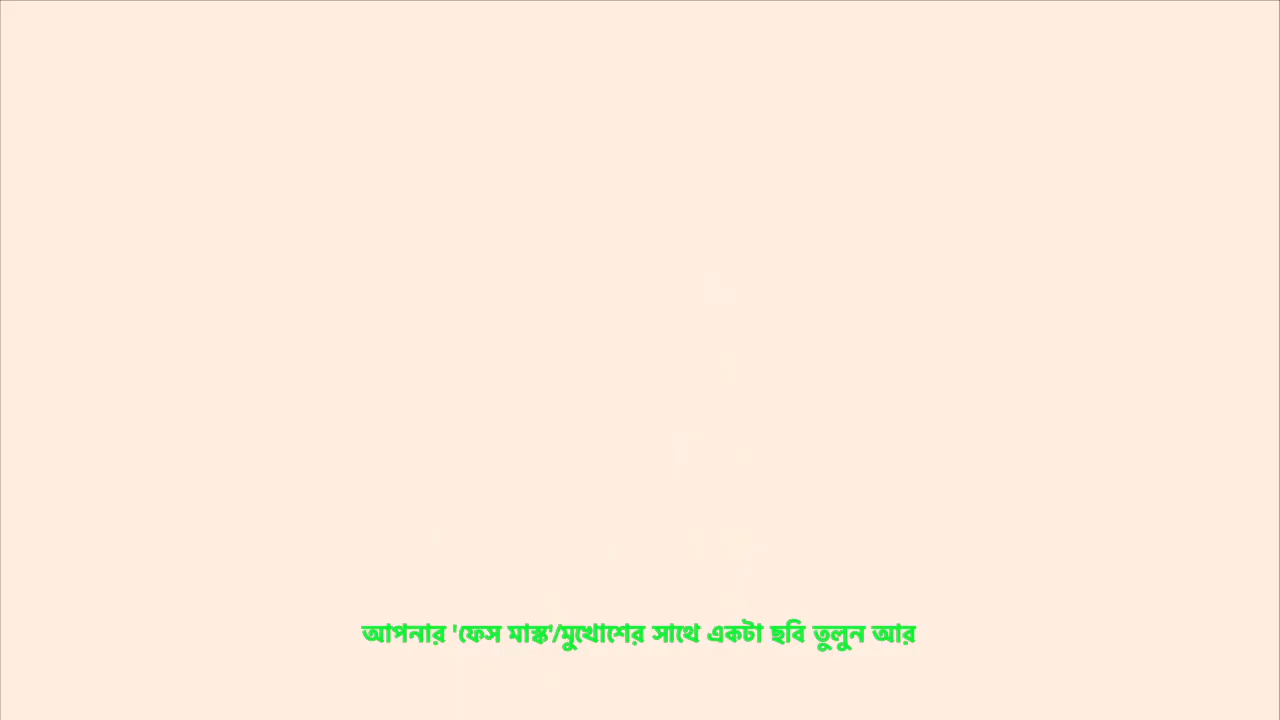 আপনার 'ফেস মাস্ক'/মুখোশের সাথে একটা ছবি তুলুন আর